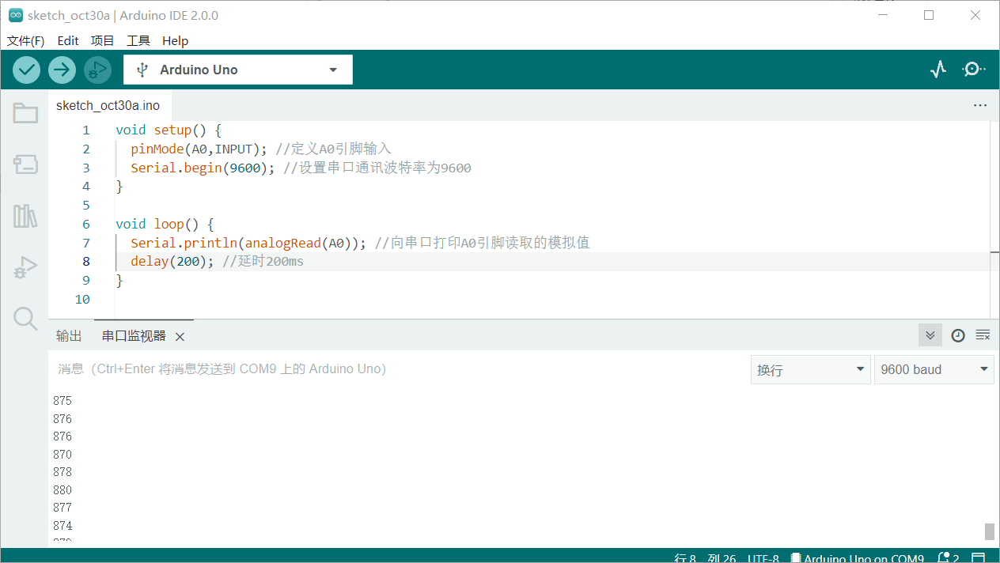 sketch_oct30a | Arduino IDE 2.0.0
文件(F) Edit 项目 工具 Help
Arduino Uno
sketch_oct30a.ino
1 void setup() {
2 pinMode(A0,INPUT); //定义A0引脚输入
3 Serial.begin(9600); //设置串口通讯波特率为9600
4 }
5
6 void loop() {
7 Serial.println(analogRead(A0)); //向串口打印A0引脚读取的模拟值
8 delay(200); //延时200ms
9 }
10
输出 串口监视器
消息（Ctrl+Enter 将消息发送到 COM9 上的 Arduino Uno）
换行 9600 baud
875
876
876
870
878
880
877
874
行 8 列 26 UTF-8 Arduino Uno on COM9 2